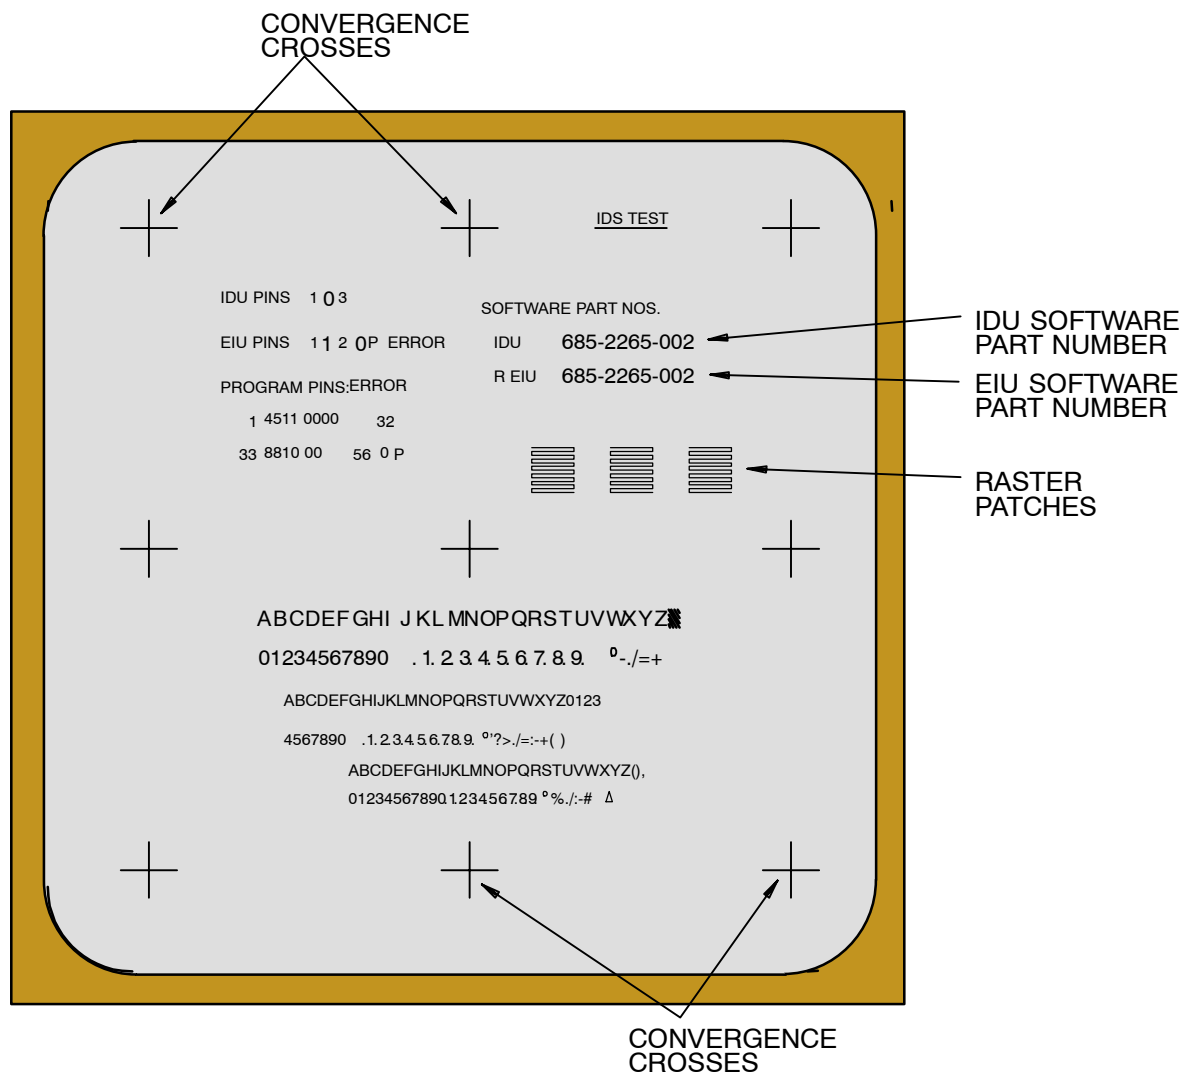 CONVERGENCE
CROSSES
IDS TEST
IDU PINS 1 0 3
SOFTWARE PART NOS.
EIU PINS 1 1 2 0P ERROR
IDU 685-2265-002
IDU SOFTWARE
PART NUMBER
PROGRAM PINS:ERROR
R EIU 685-2265-002
EIU SOFTWARE
PART NUMBER
1 4511 0000 32
33 8810 00 56 0 P
RASTER
PATCHES
ABCDEFGHI JKLMNOPQRSTUVWXYZ
01234567890 .1.2.3.4.5.6.7.8.9. º-./=+
ABCDEFGHIJKLMNOPQRSTUVWXYZ0123
4567890 .1.2.3.4.5.6.7.8.9. º'?>./=:-+( )
ABCDEFGHIJKLMNOPQRSTUVWXYZ(),
01234567890.1.2.3.4.5.6.7.8.9 º%./:-# Δ
CONVERGENCE
CROSSES